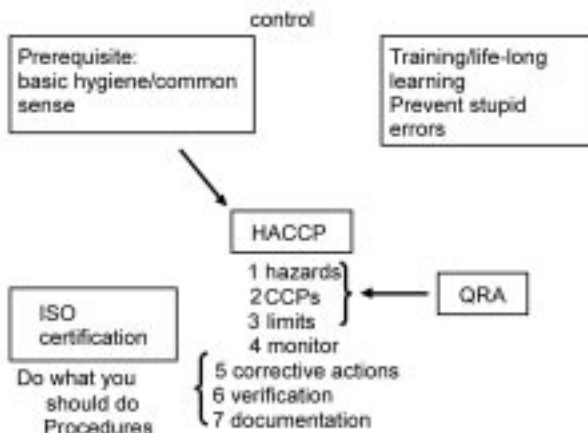 control
Prerequisite:
basic hygiene/common
sense
Training/life-long
learning
Prevent stupid
errors
HACCP
1 hazards
2 CCPs
3 limits
4 monitor
QRA
ISO
certification
Do what you
should do
Procedures
5 corrective actions
6 verification
7 documentation